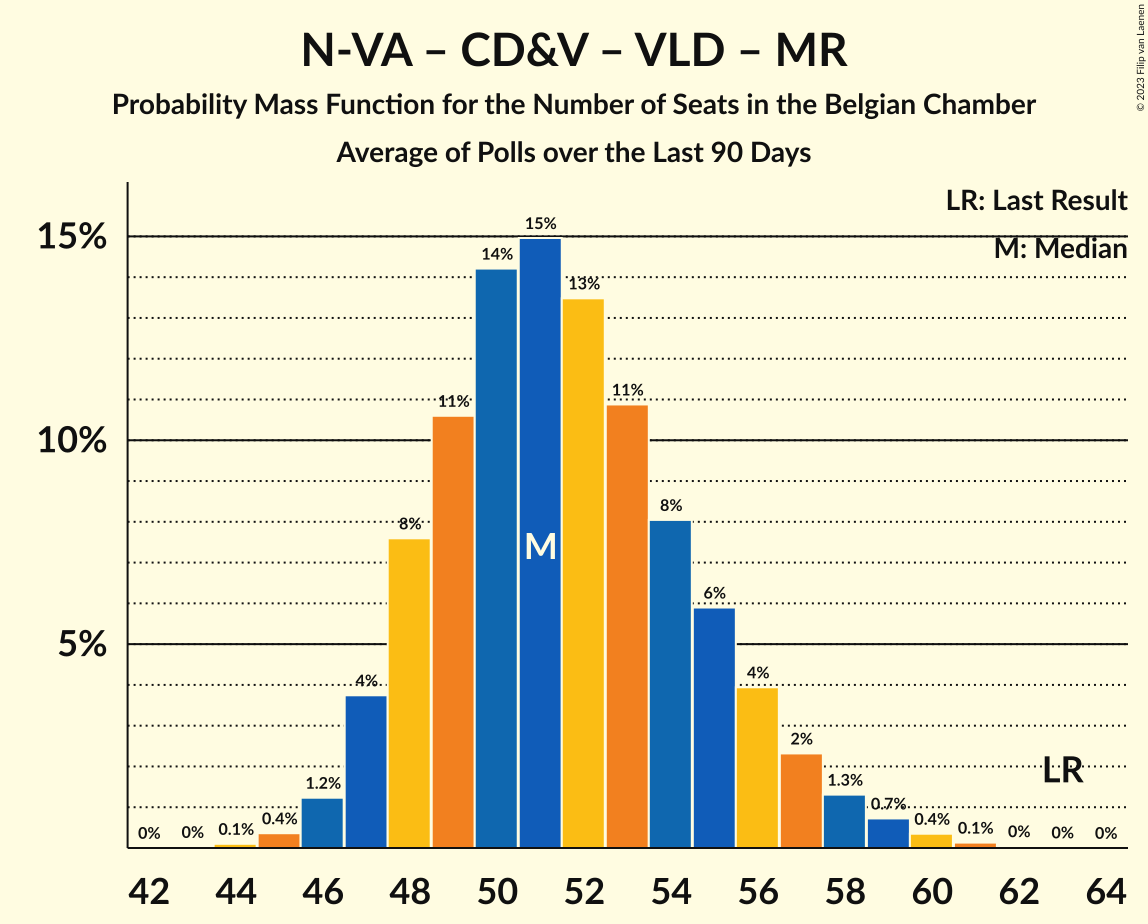 N-VA – CD&V – VLD – MR
Probability Mass Function for the Number of Seats in the Belgian Chamber
Average of Polls over the Last 90 Days
© 2023 Filip van Laenen
LR: Last Result
M: Median
15%
10%
5%
0%
0%
0.1%
0.4%
1.2%
4%
8%
11%
14%
15%
13%
11%
8%
6%
4%
2%
1.3%
0.7%
0.4%
0.1%
0%
0%
0%
M
LR
42 44 46 48 50 52 54 56 58 60 62 64